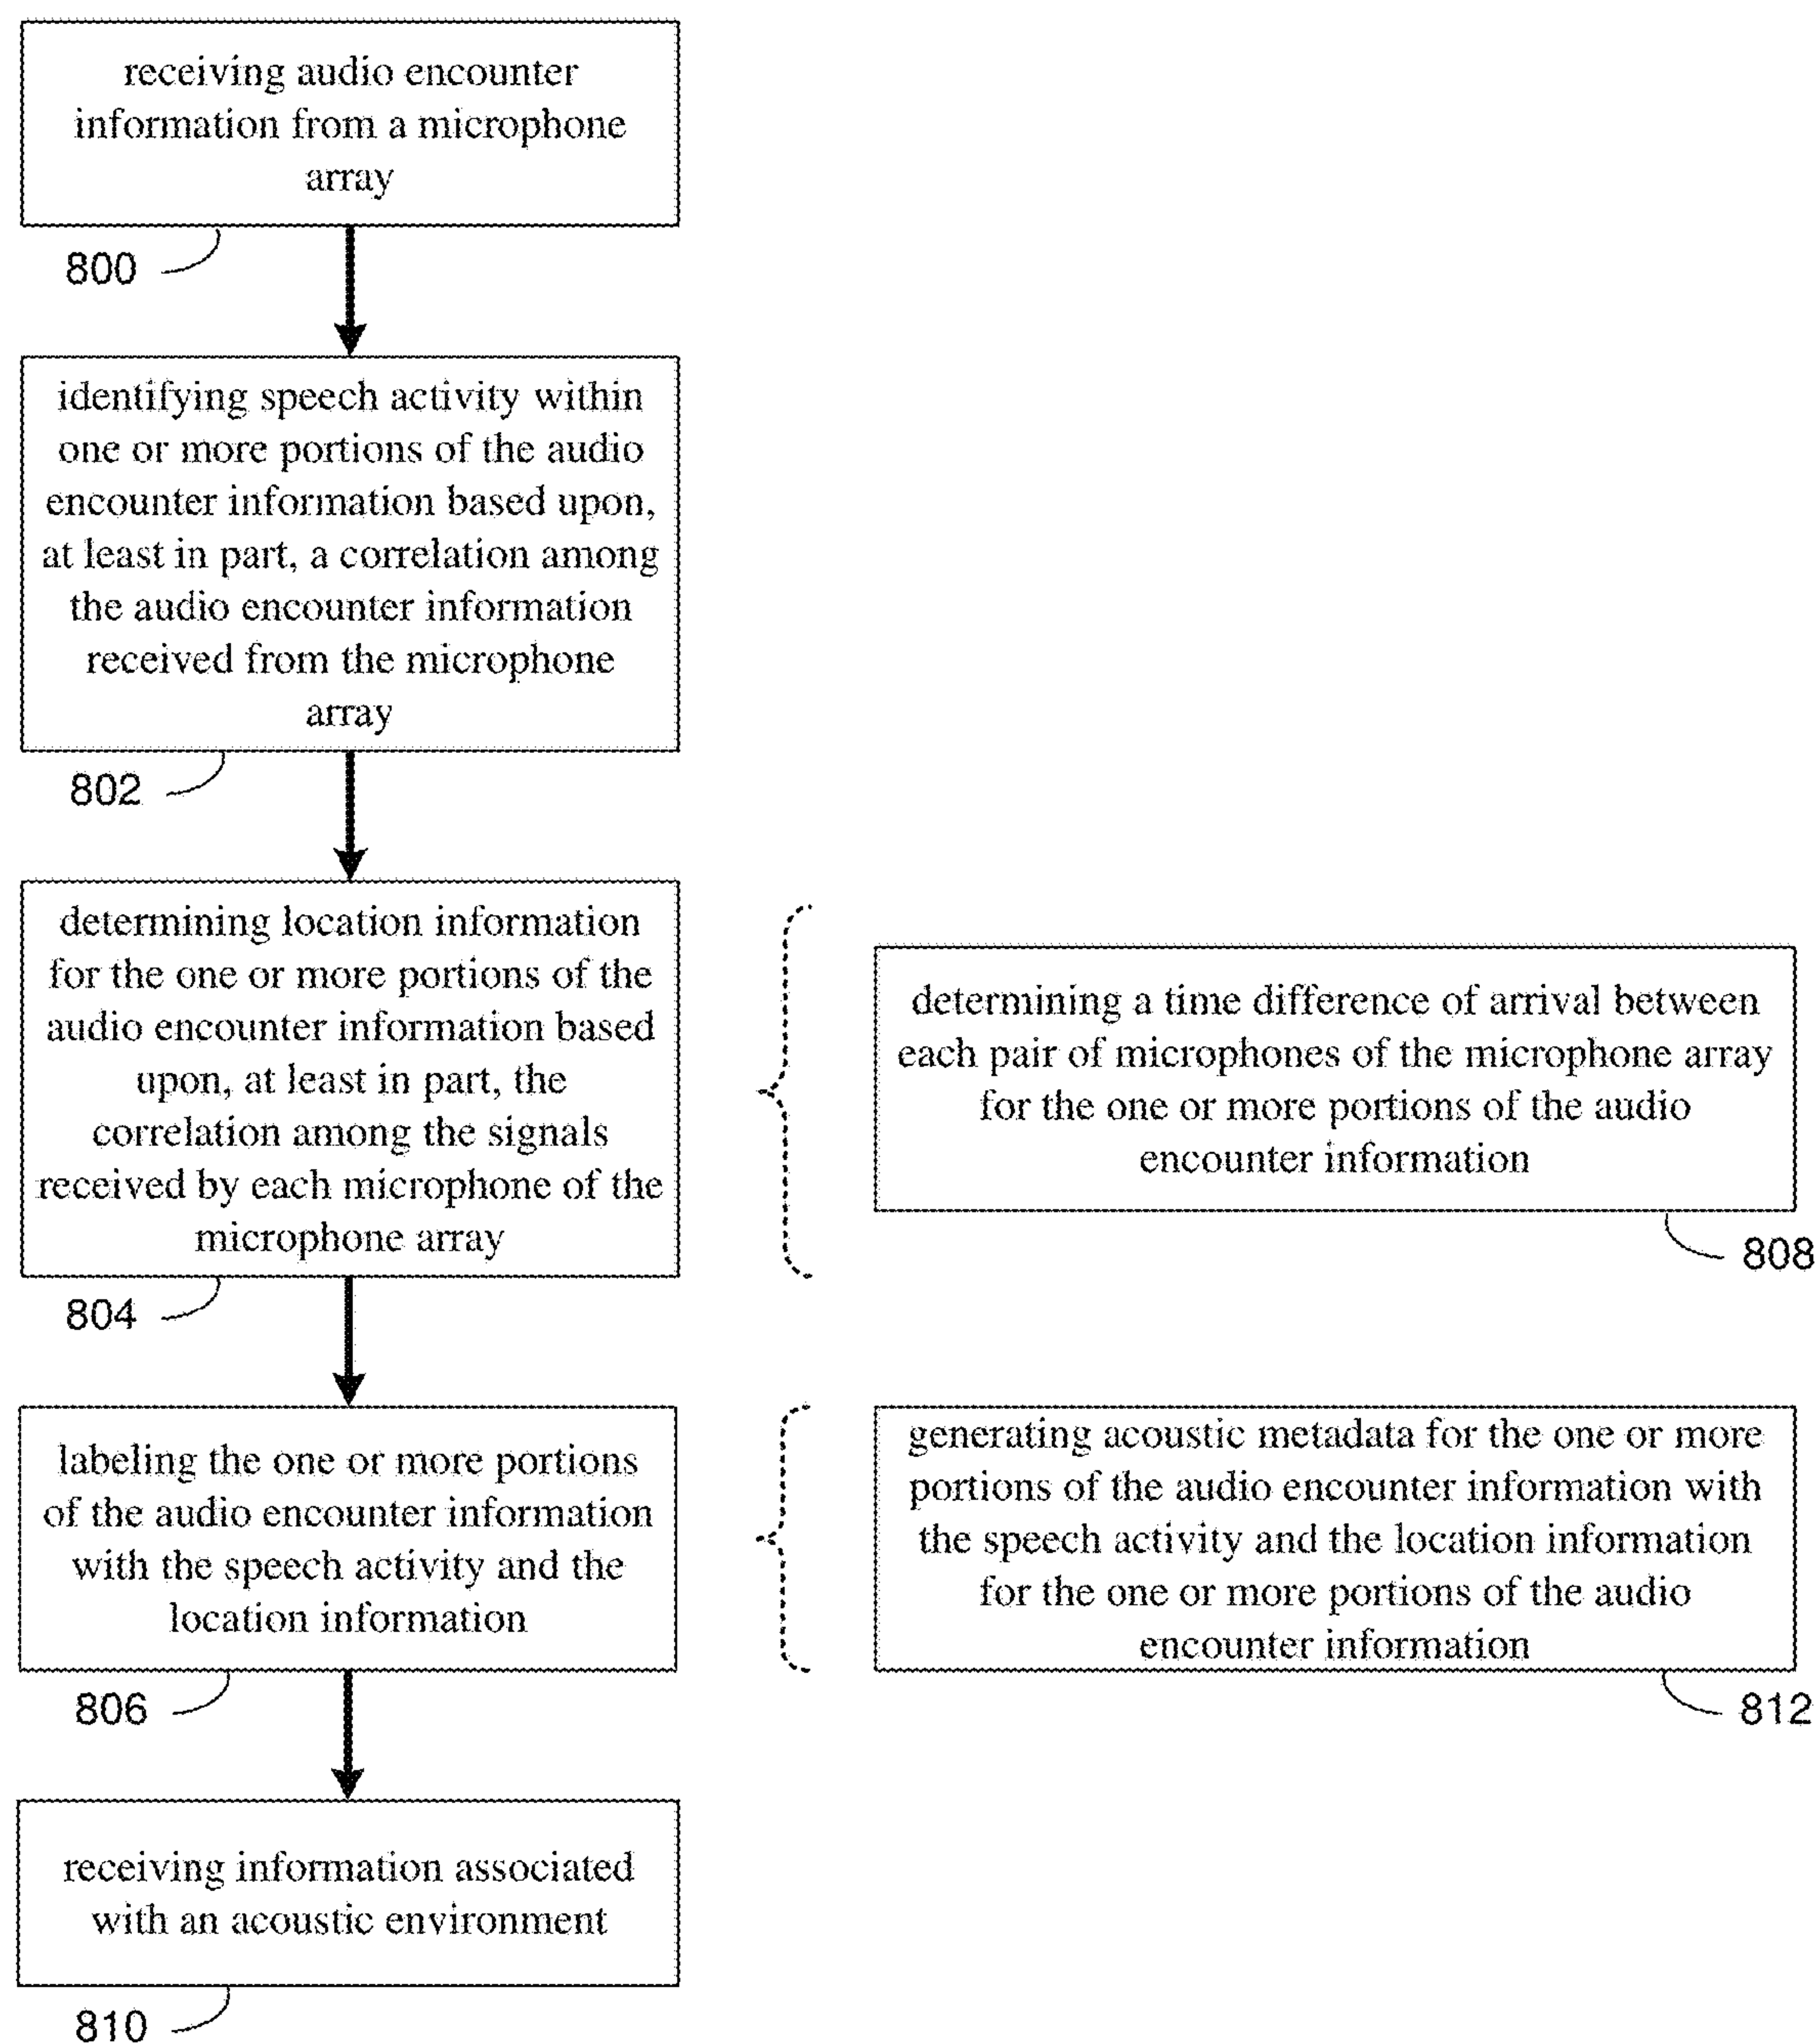 receiving audio encounter
information from a microphone
array
800
identifying speech activity within
one or more portions of the audio
encounter information based upon,
at least in part, a correlation among
the audio encounter information
received from the microphone
array
802
determining location information
for the one or more portions of the
audio encounter information based
upon, at least in part, the
correlation among the signals
received by each microphone of the
microphone array
804
determining a time difference of arrival between
each pair of microphones of the microphone array
for the one or more portions of the audio
encounter information
808
labeling the one or more portions
of the audio encounter information
with the speech activity and the
location information
806
generating acoustic metadata for the one or more
portions of the audio encounter information with
the speech activity and the location information
for the one or more portions of the audio
encounter information
812
receiving information associated
with an acoustic environment
810